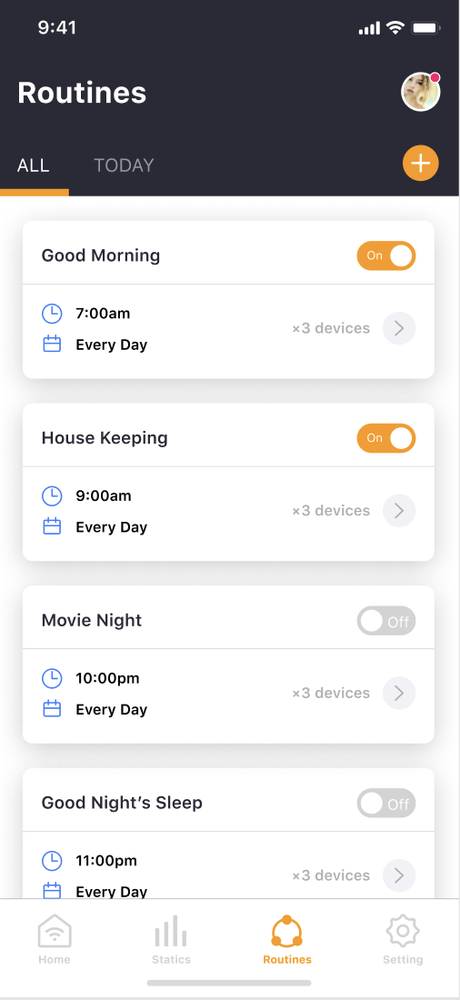 9:41
Routines
ALL TODAY
Good Morning On
7:00am
×3 devices
Every Day
House Keeping On
9:00am
×3 devices
Every Day
Movie Night Off
10:00pm
×3 devices
Every Day
Good Night’s Sleep Off
11:00pm
×3 devices
Every Day
Home Statics Routines Setting